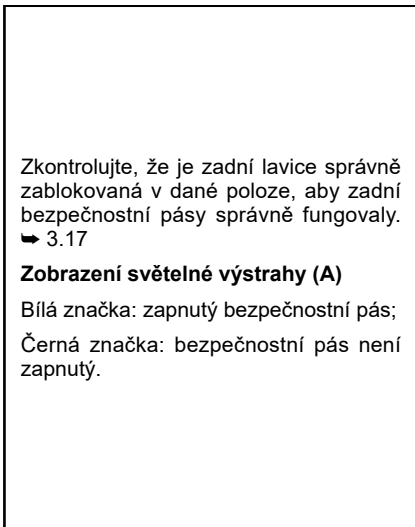 Zkontrolujte, že je zadní lavice správně
zablokovaná v dané poloze, aby zadní
bezpečnostní pásy správně fungovaly.
➥ 3.17
Zobrazení světelné výstrahy (A)
Bílá značka: zapnutý bezpečnostní pás;
Černá značka: bezpečnostní pás není
zapnutý.